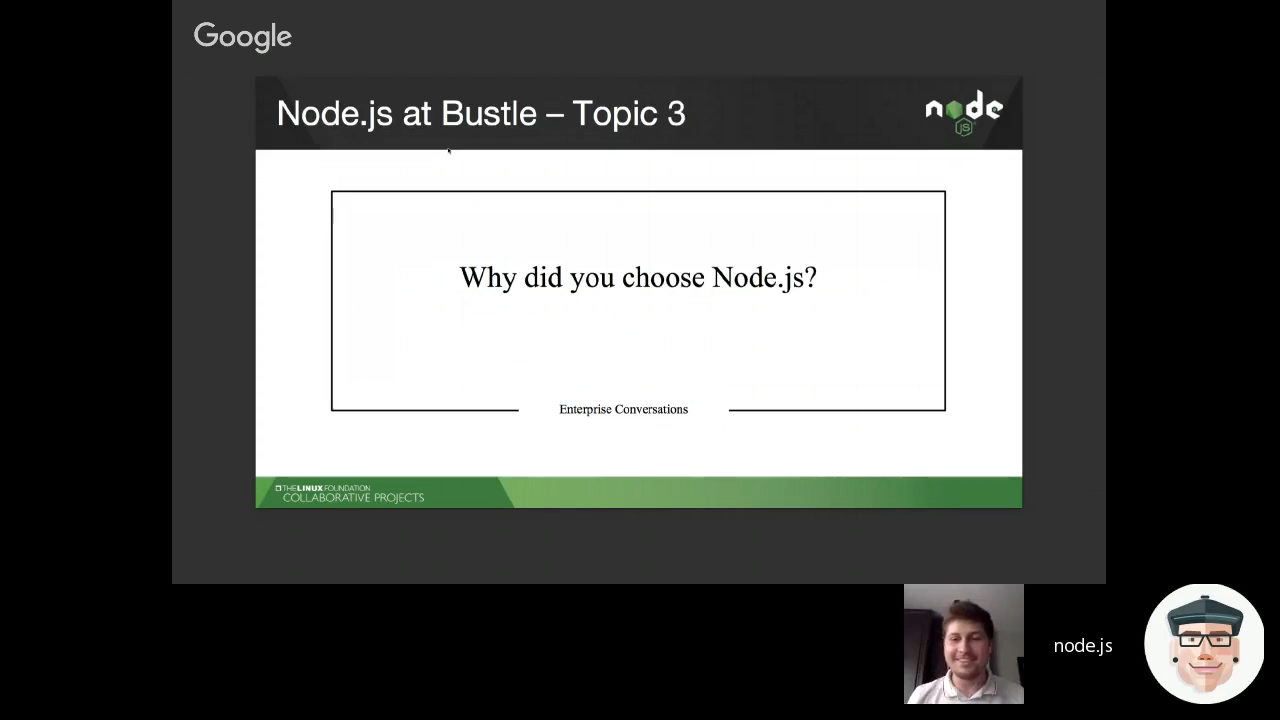 Google
Node.js at Bustle – Topic 3
node
JS
Why did you choose Node.js?
Enterprise Conversations
THE LINUX FOUNDATION
COLLABORATIVE PROJECTS
node.js